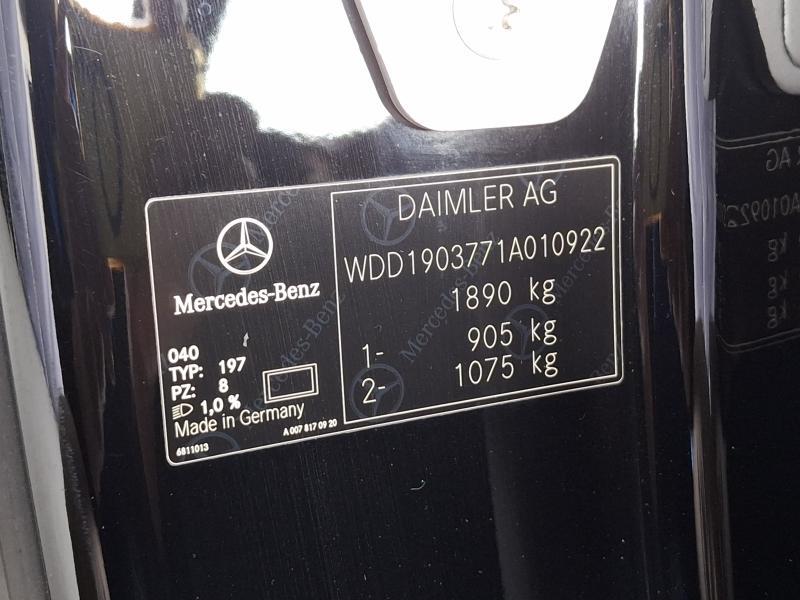 Mercedes-Benz
040
TYP: 197
PZ: 8
1,0 %
Made in Germany
6811013
A 007 817 09 20
DAIMLER AG
WDD1903771A010922
1890 kg
1- 905 kg
2- 1075 kg